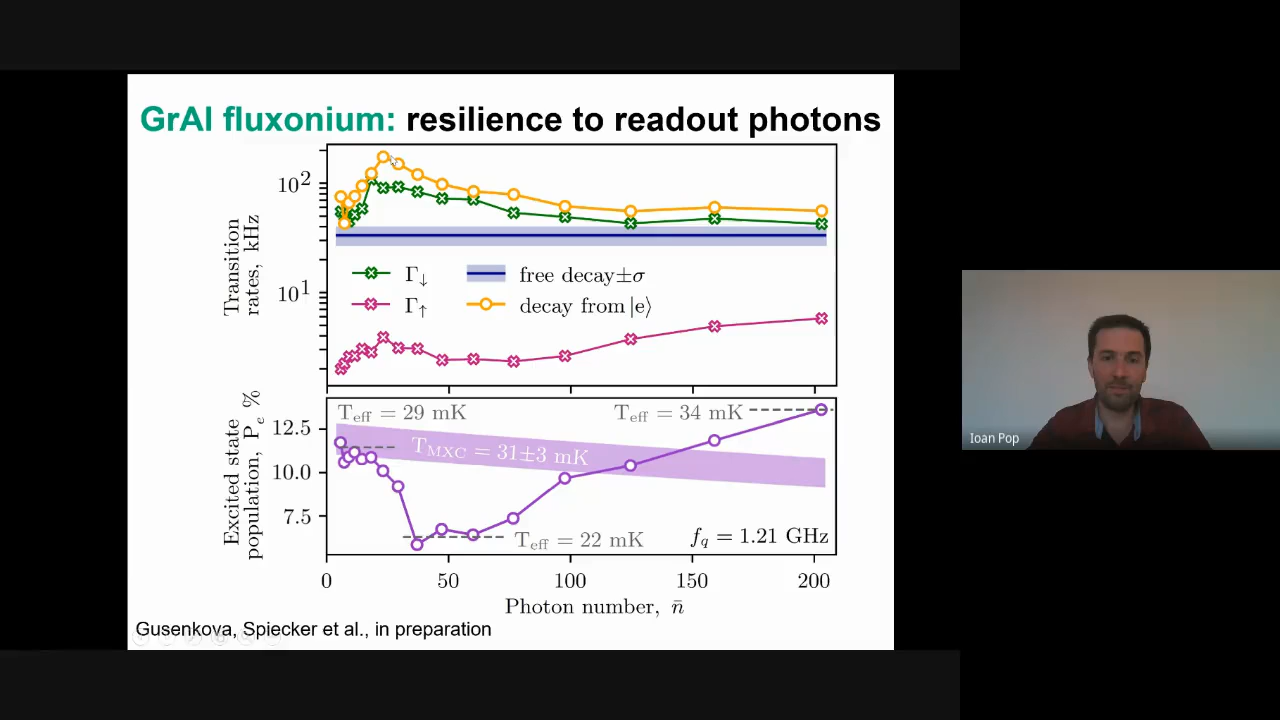 GrAl fluxonium: resilience to readout photons
Transition
rates, kHz
10²
10¹
Γ↓
Γ↑
free decay±σ
decay from |e⟩
Excited state
population, Pₑ %
12.5
10.0
7.5
T_eff = 29 mK
T_eff = 34 mK
T_MXC = 31±3 mK
T_eff = 22 mK
f_q = 1.21 GHz
0 50 100 150 200
Photon number, n̄
Gusenkova, Spiecker et al., in preparation
Ioan Pop